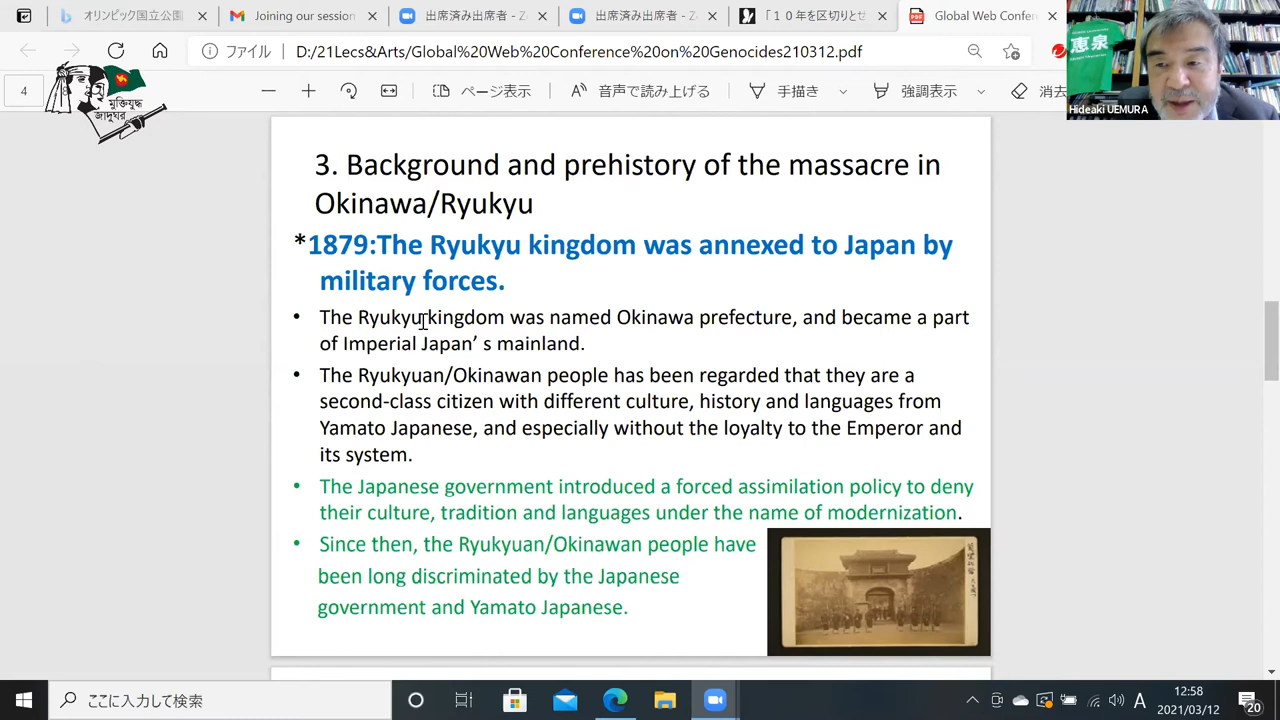 オリンピック国立公園
Joining our session
出席済み出席者 - Z
出席済み出席者 - Z
「１０年を区切りとせ
Global Web Confer
ファイル
D:/21Lecs&Arts/Global%20Web%20Conference%20on%20Genocides210312.pdf
4
ページ表示
音声で読み上げる
手描き
強調表示
消去
恵泉
Hideaki UEMURA
মুক্তিযুদ্ধ
জাদুঘর
3. Background and prehistory of the massacre in
Okinawa/Ryukyu
*1879:The Ryukyu kingdom was annexed to Japan by
military forces.
• The Ryukyu kingdom was named Okinawa prefecture, and became a part
of Imperial Japan’ s mainland.
• The Ryukyuan/Okinawan people has been regarded that they are a
second-class citizen with different culture, history and languages from
Yamato Japanese, and especially without the loyalty to the Emperor and
its system.
• The Japanese government introduced a forced assimilation policy to deny
their culture, tradition and languages under the name of modernization.
• Since then, the Ryukyuan/Okinawan people have
been long discriminated by the Japanese
government and Yamato Japanese.
ここに入力して検索
A
12:58
2021/03/12
20